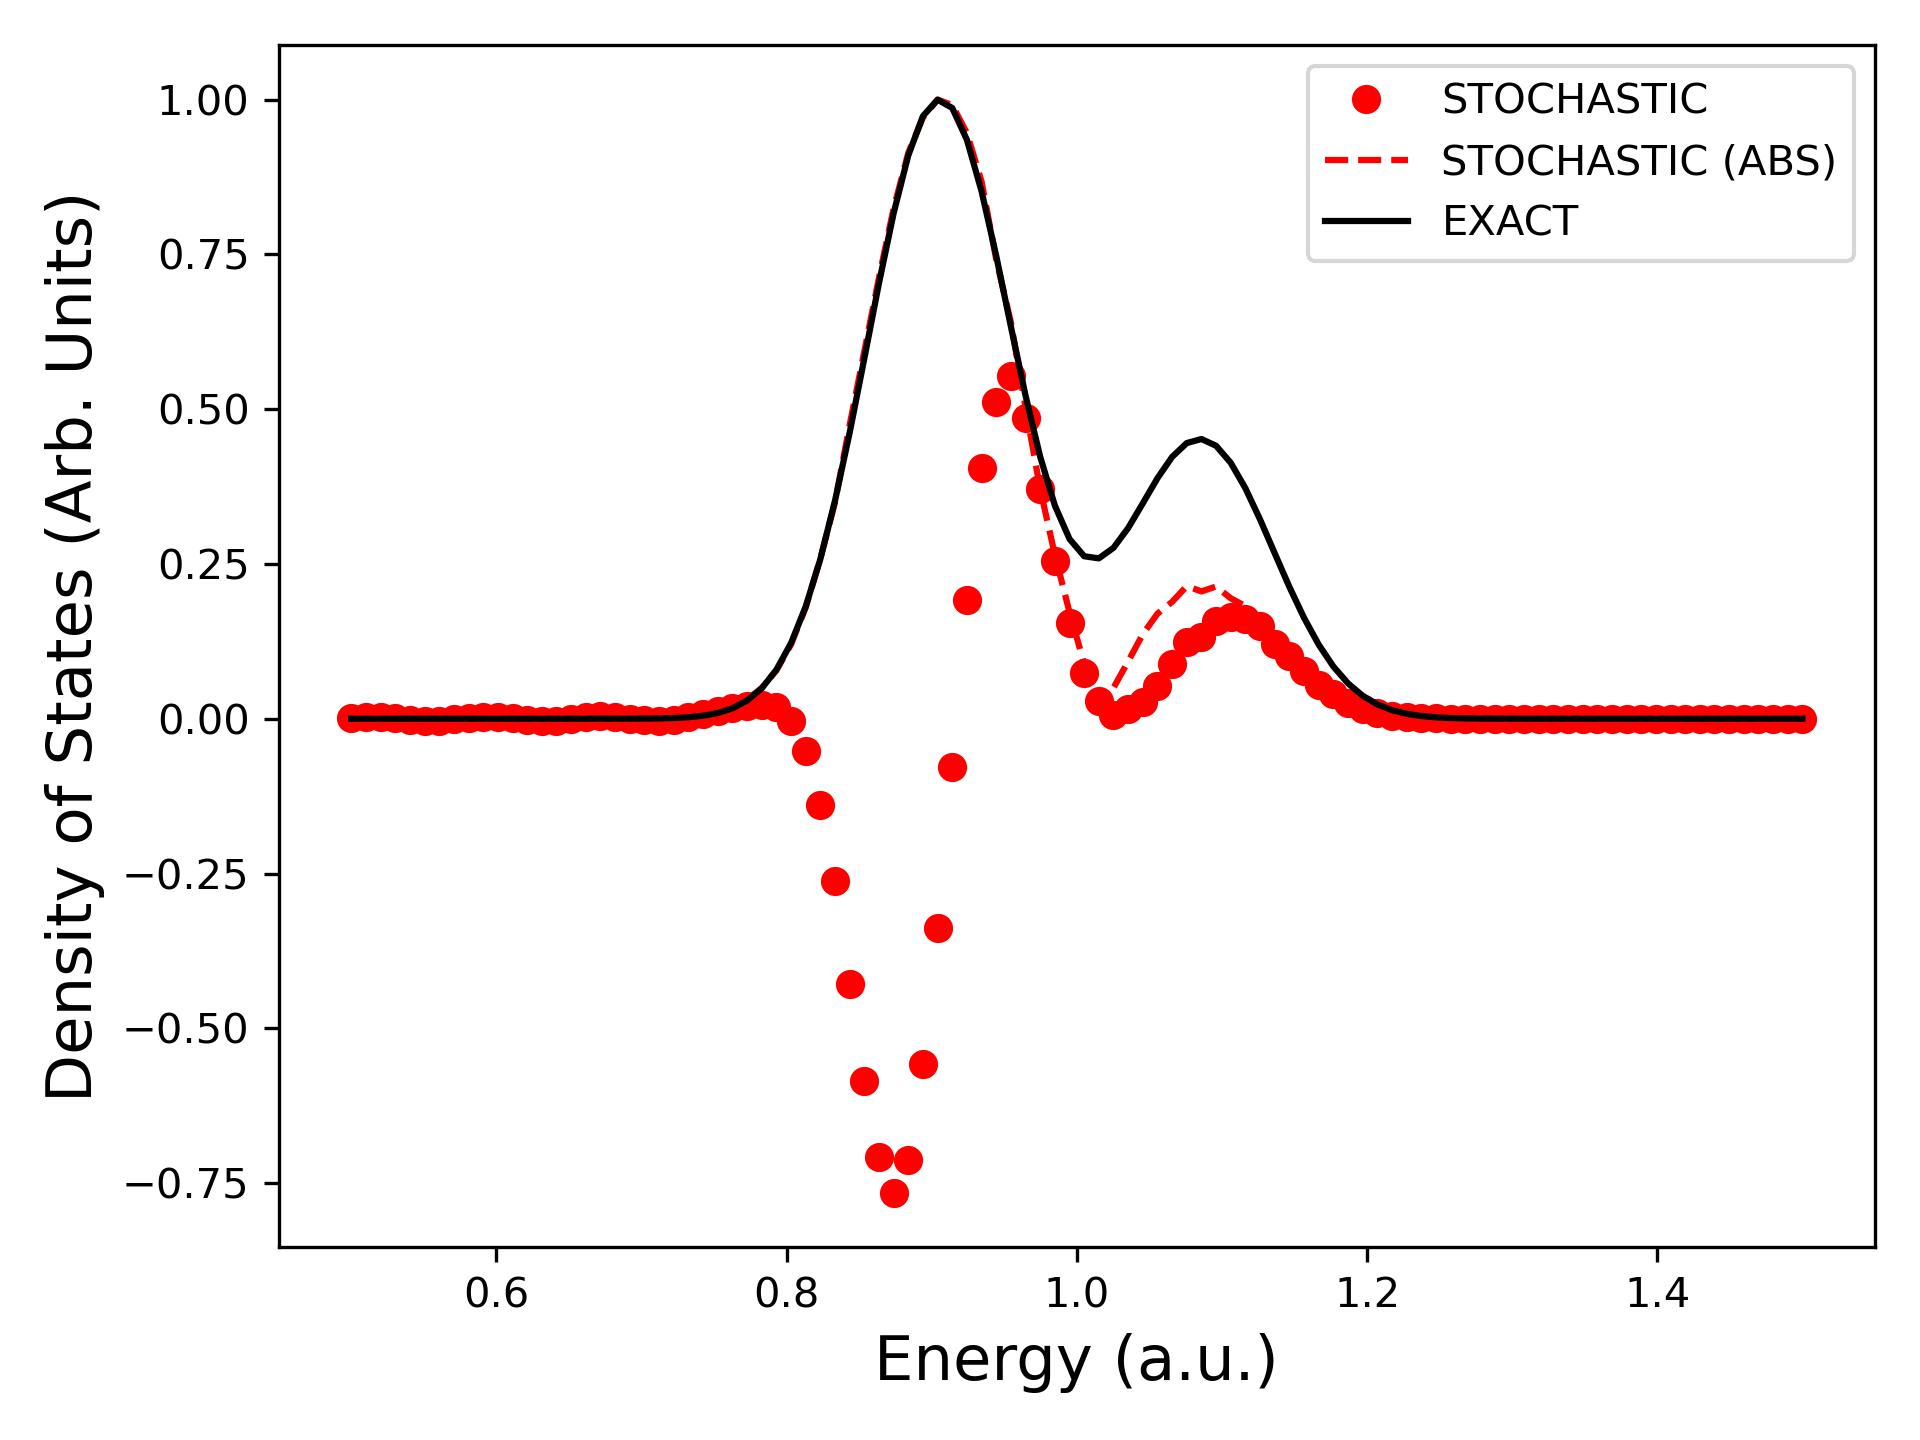 STOCHASTIC
STOCHASTIC (ABS)
EXACT
Density of States (Arb. Units)
1.00
0.75
0.50
0.25
0.00
−0.25
−0.50
−0.75
0.6 0.8 1.0 1.2 1.4
Energy (a.u.)